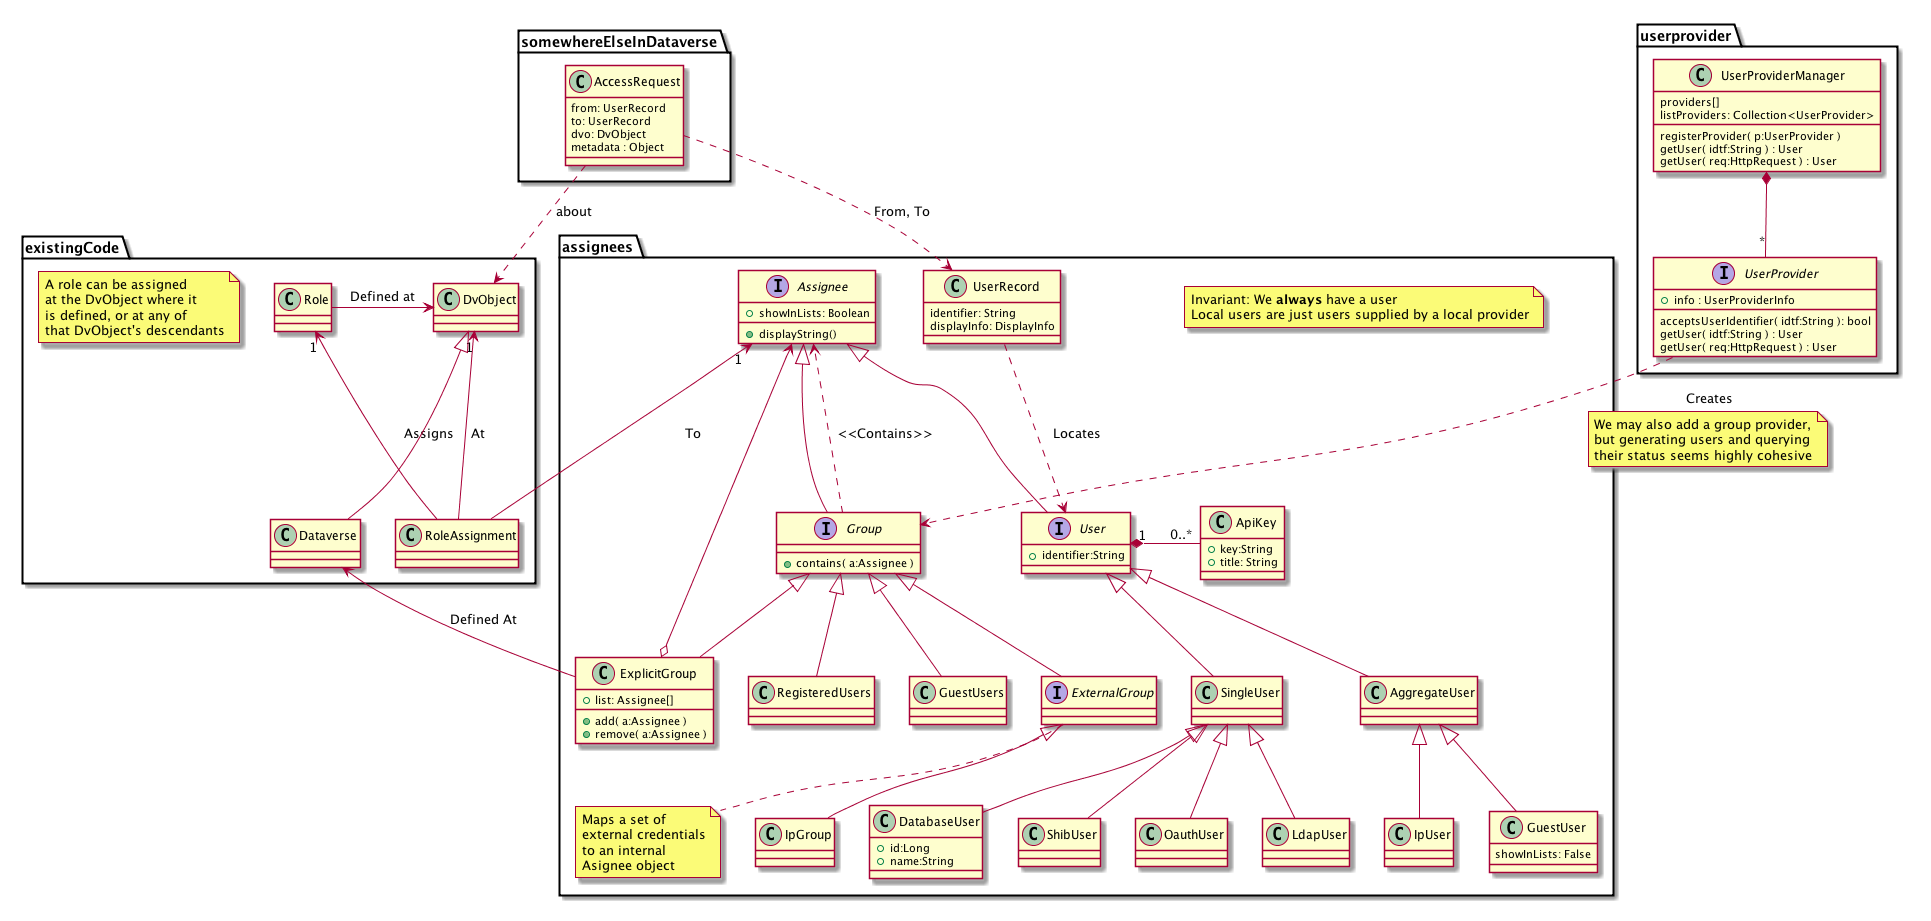 somewhereElseInDataverse
C AccessRequest
from: UserRecord
to: UserRecord
dvo: DvObject
metadata : Object
about
From, To
userprovider
C UserProviderManager
providers[]
listProviders: Collection<UserProvider>
registerProvider( p:UserProvider )
getUser( idtf:String ) : User
getUser( req:HttpRequest ) : User
*
I UserProvider
info : UserProviderInfo
acceptsUserIdentifier( idtf:String ): bool
getUser( idtf:String ) : User
getUser( req:HttpRequest ) : User
Creates
We may also add a group provider,
but generating users and querying
their status seems highly cohesive
existingCode
A role can be assigned
at the DvObject where it
is defined, or at any of
that DvObject's descendants
C Role
Defined at
C DvObject
1
1
Assigns
At
C Dataverse
C RoleAssignment
Defined At
To
assignees
I Assignee
showInLists: Boolean
displayString()
1
C UserRecord
identifier: String
displayInfo: DisplayInfo
Invariant: We always have a user
Local users are just users supplied by a local provider
<<Contains>>
Locates
I Group
contains( a:Assignee )
I User
identifier:String
1
0..*
C ApiKey
key:String
title: String
C ExplicitGroup
list: Assignee[]
add( a:Assignee )
remove( a:Assignee )
C RegisteredUsers
C GuestUsers
I ExternalGroup
C SingleUser
C AggregateUser
Maps a set of
external credentials
to an internal
Asignee object
C IpGroup
C DatabaseUser
id:Long
name:String
C ShibUser
C OauthUser
C LdapUser
C IpUser
C GuestUser
showInLists: False